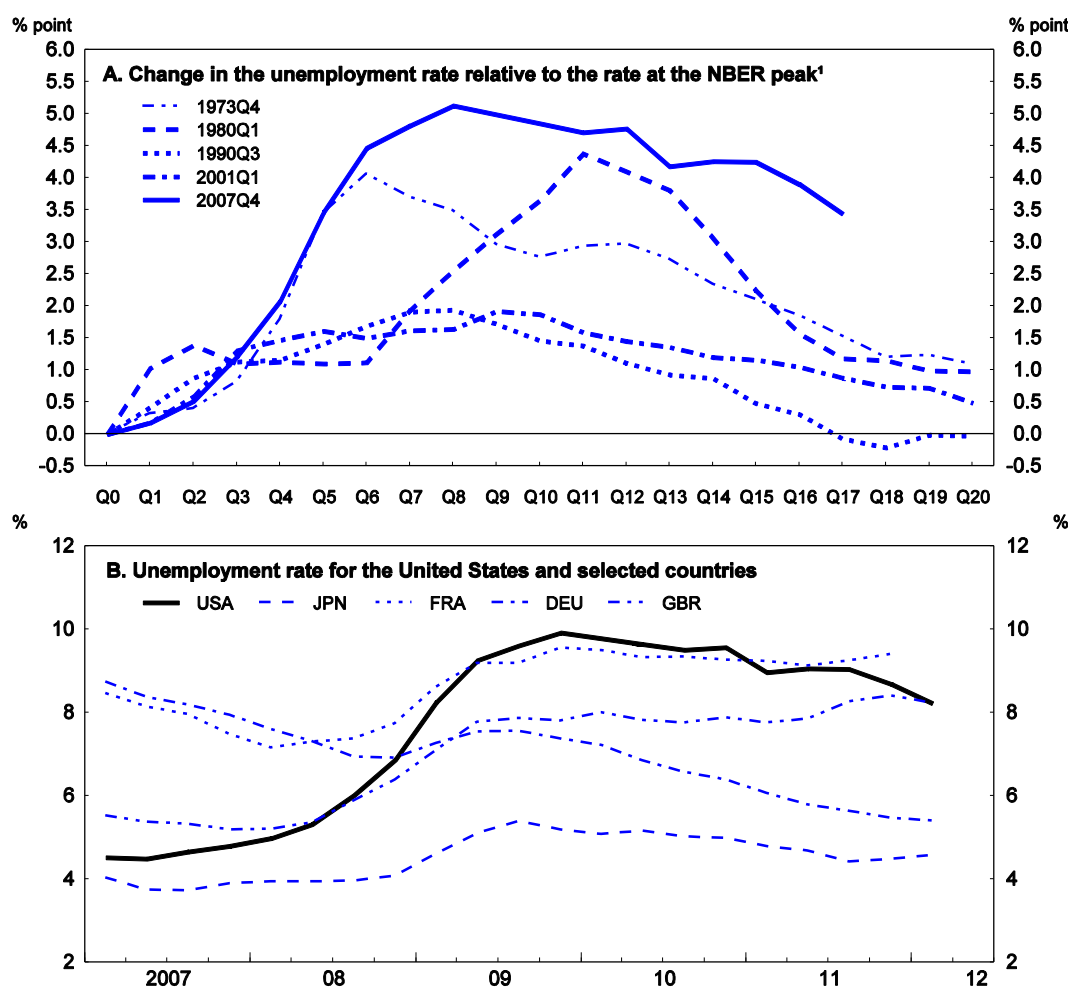 % point % point
6.0 6.0
A. Change in the unemployment rate relative to the rate at the NBER peak¹
5.5 5.5
1973Q4
5.0 5.0
1980Q1
4.5 4.5
1990Q3
4.0 4.0
2001Q1
2007Q4
3.5 3.5
3.0 3.0
2.5 2.5
2.0 2.0
1.5 1.5
1.0 1.0
0.5 0.5
0.0 0.0
-0.5 -0.5
Q0 Q1 Q2 Q3 Q4 Q5 Q6 Q7 Q8 Q9 Q10 Q11 Q12 Q13 Q14 Q15 Q16 Q17 Q18 Q19 Q20
% %
12 12
B. Unemployment rate for the United States and selected countries
USA JPN FRA DEU GBR
10 10
8 8
6 6
4 4
2 2
2007 08 09 10 11 12